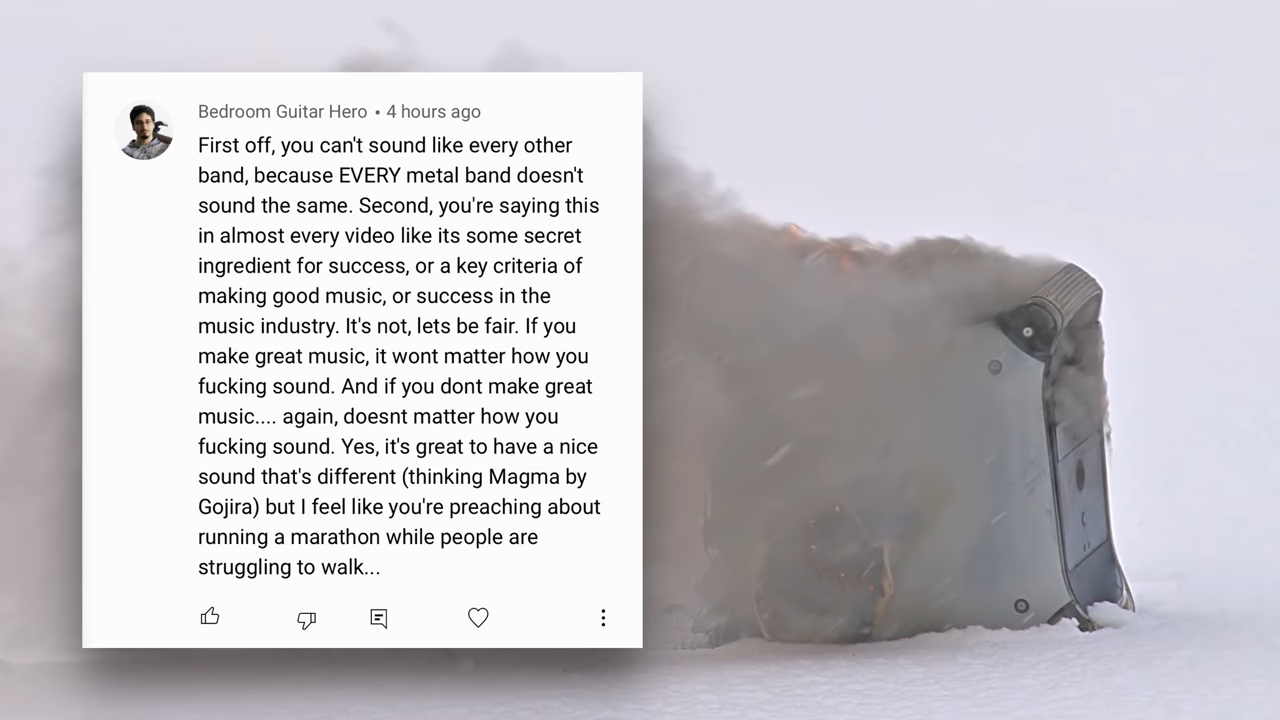 Bedroom Guitar Hero • 4 hours ago
First off, you can't sound like every other
band, because EVERY metal band doesn't
sound the same. Second, you're saying this
in almost every video like its some secret
ingredient for success, or a key criteria of
making good music, or success in the
music industry. It's not, lets be fair. If you
make great music, it wont matter how you
fucking sound. And if you dont make great
music.... again, doesnt matter how you
fucking sound. Yes, it's great to have a nice
sound that's different (thinking Magma by
Gojira) but I feel like you're preaching about
running a marathon while people are
struggling to walk...